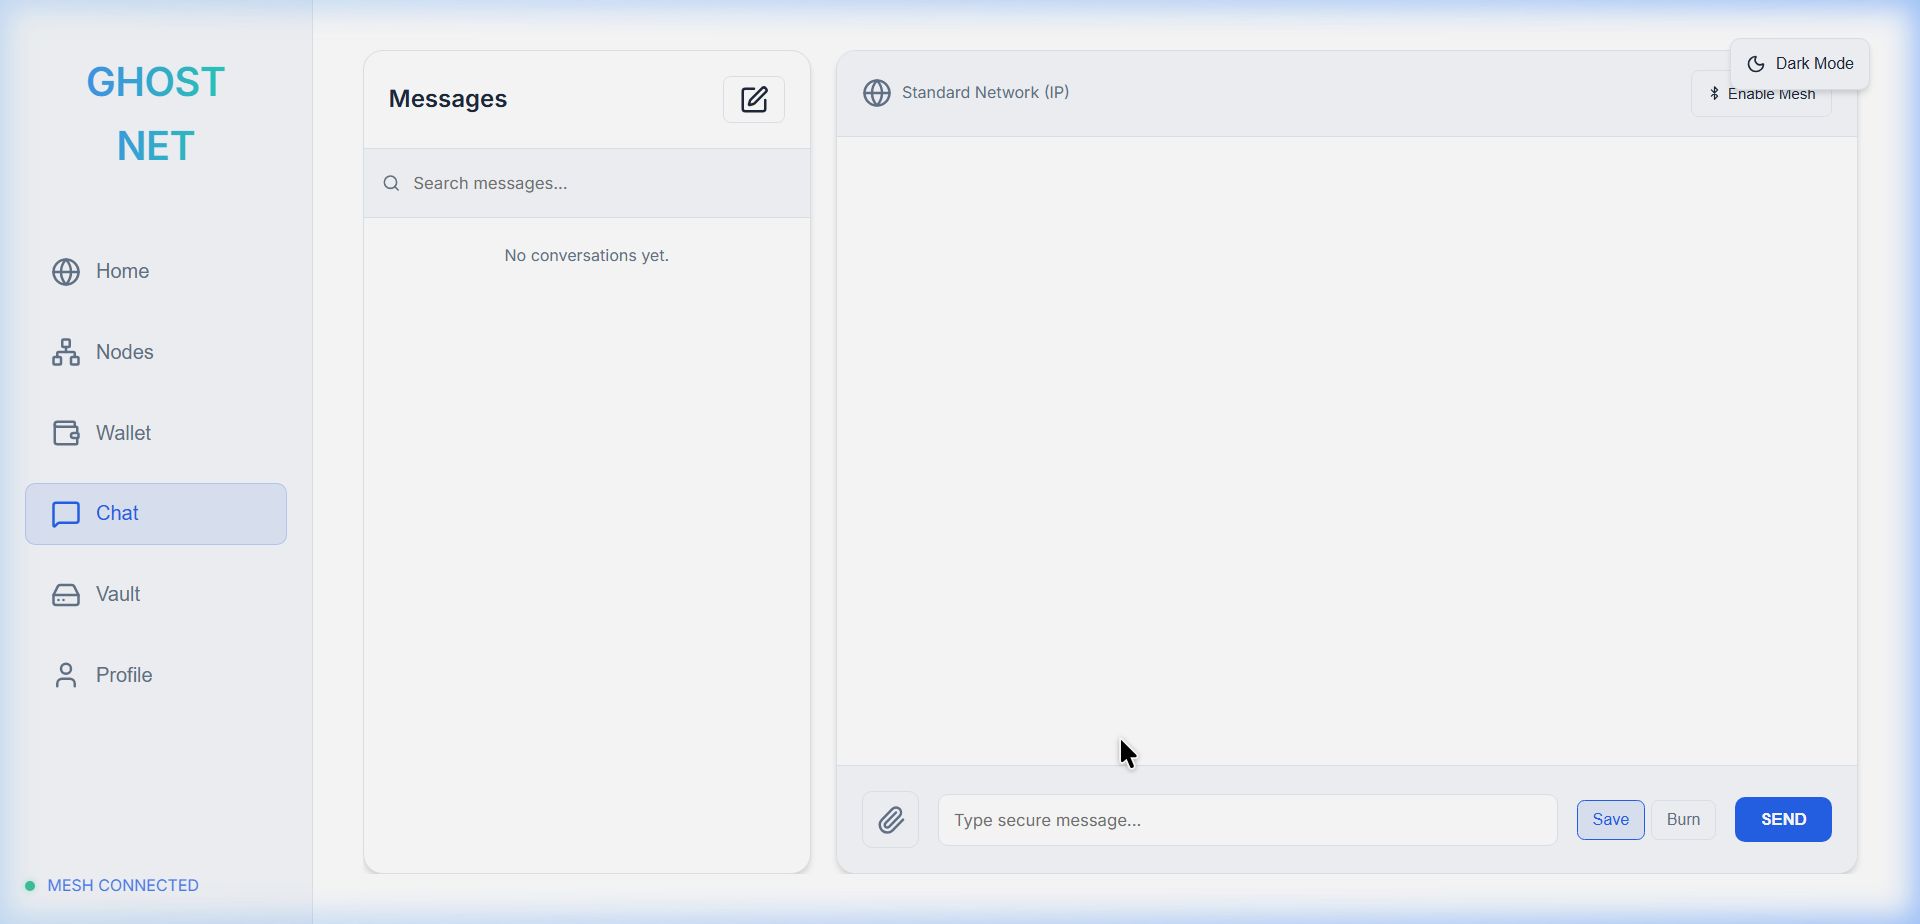 GHOST
NET
Home
Nodes
Wallet
Chat
Vault
Profile
MESH CONNECTED
Messages
Search messages...
No conversations yet.
Standard Network (IP)
Dark Mode
Enable Mesh
Type secure message...
Save
Burn
SEND